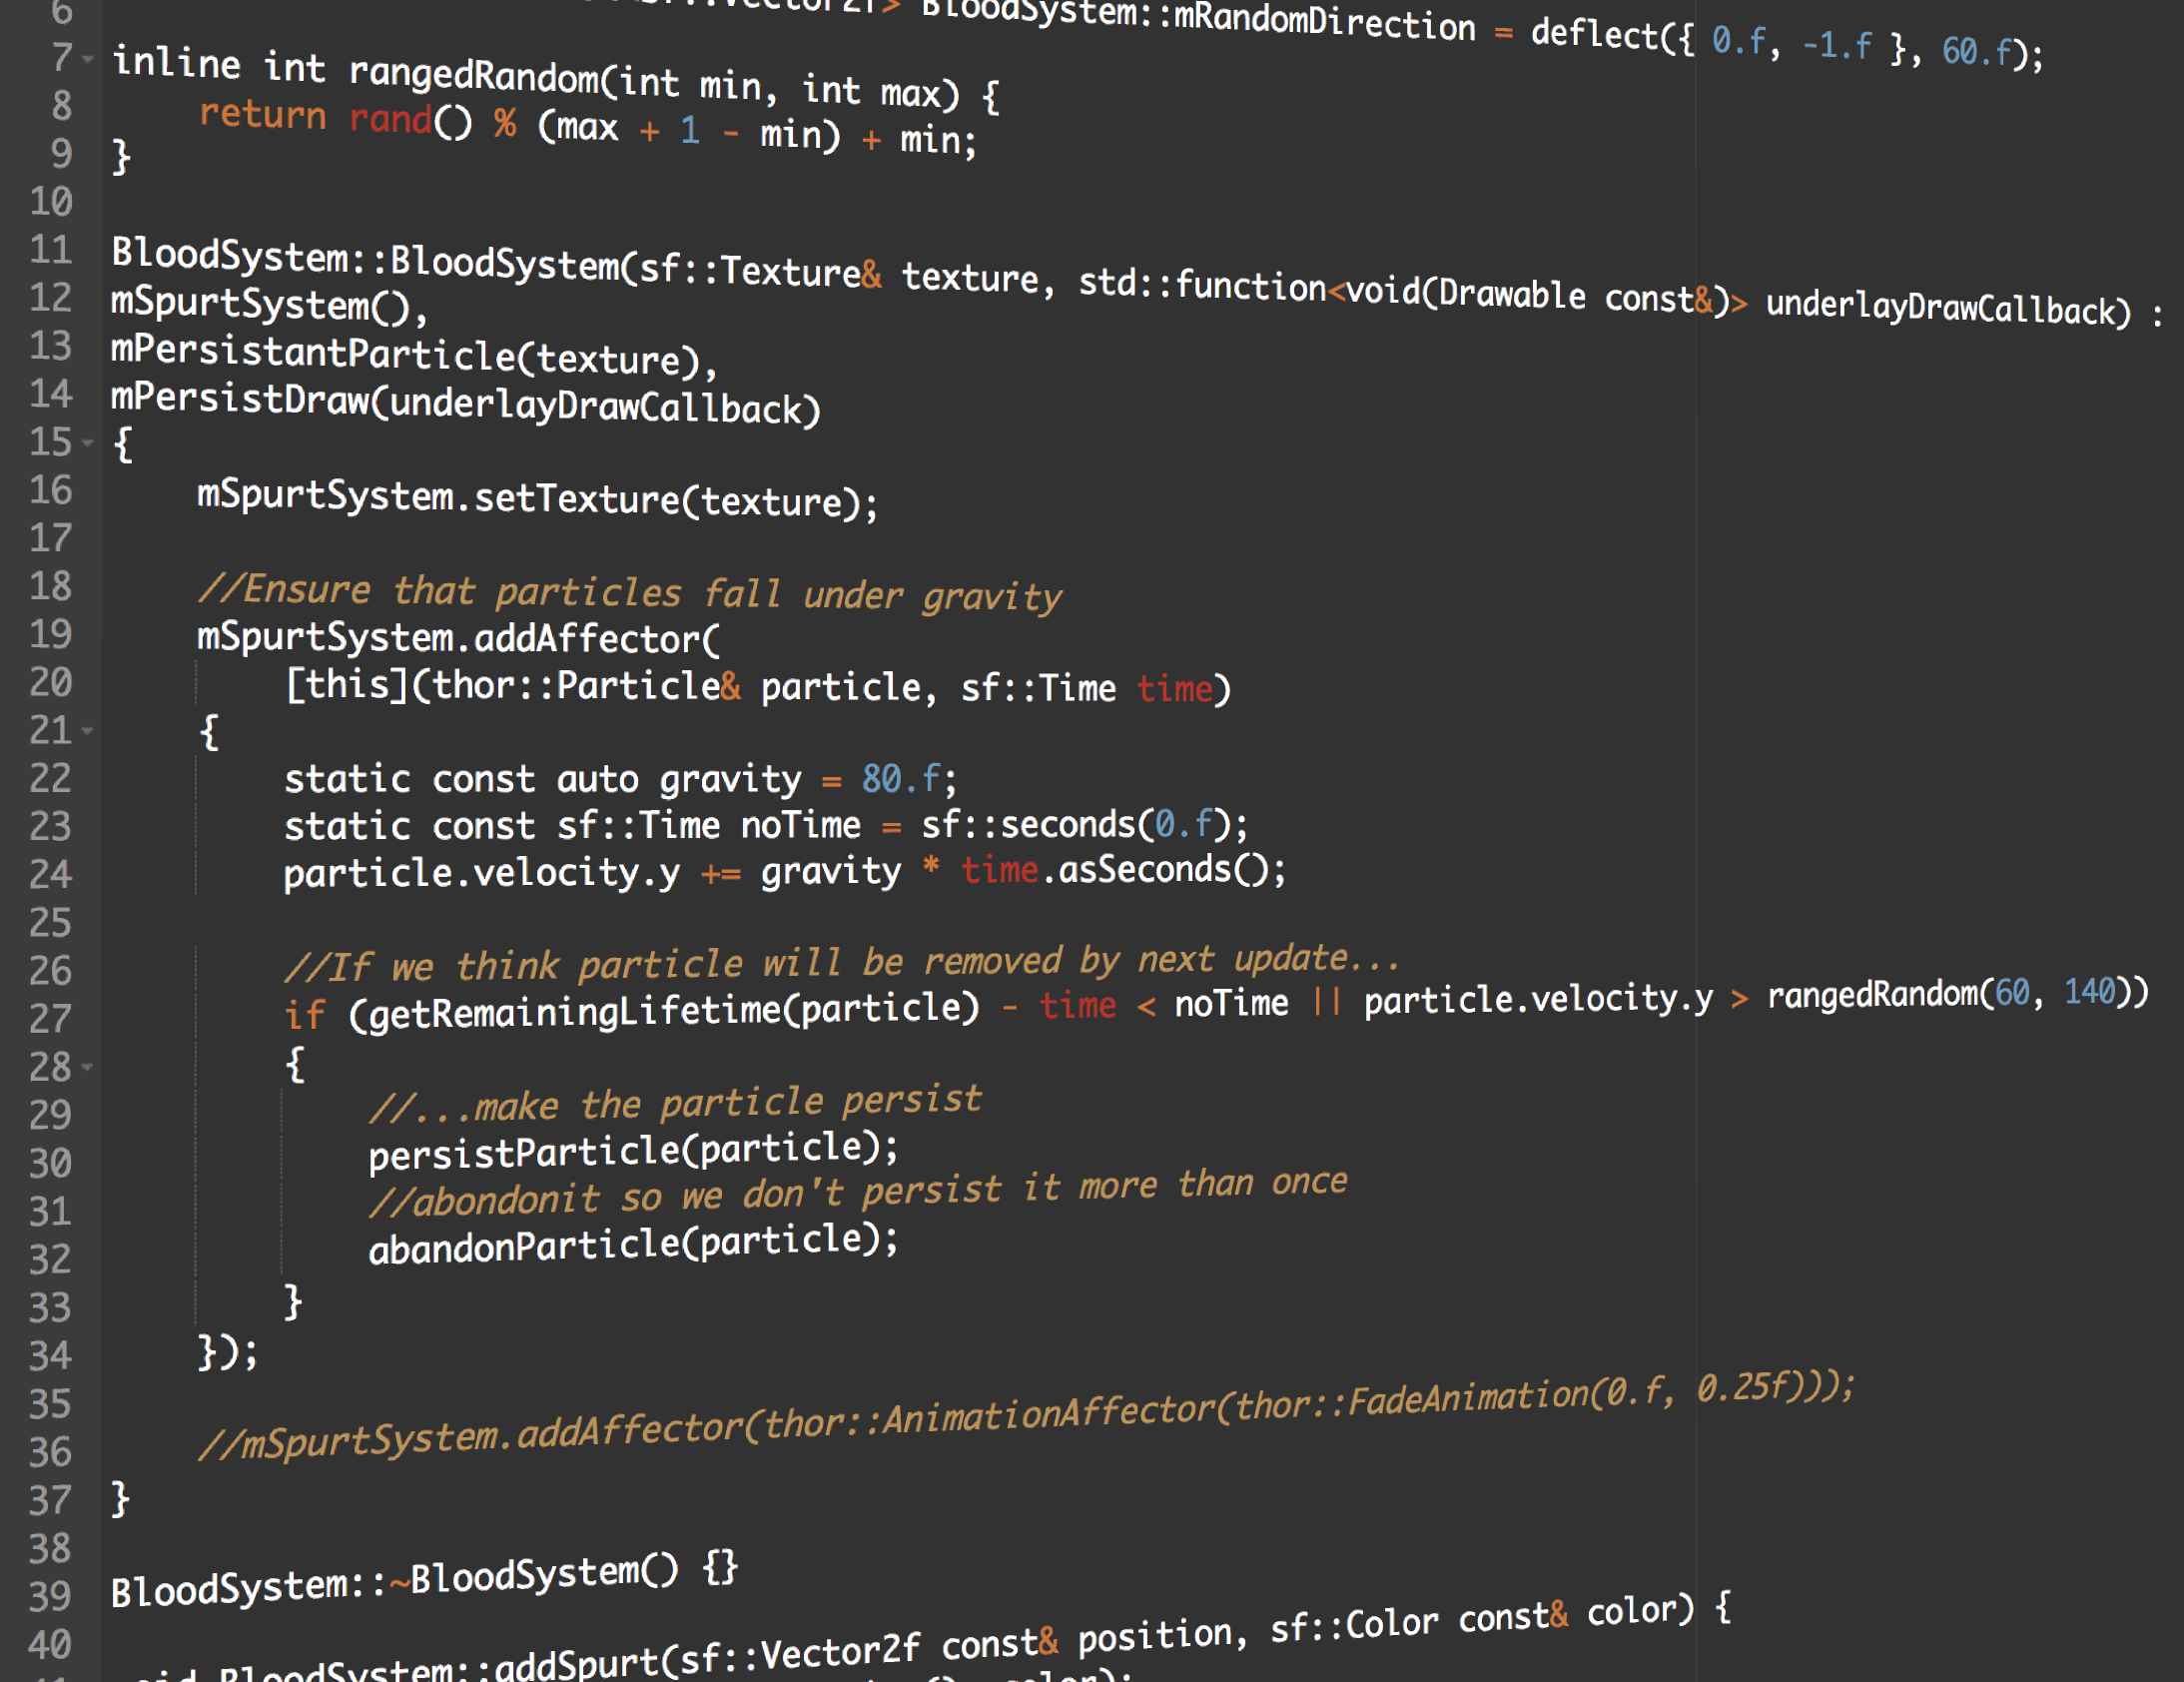 6 BloodSystem::mRandomDirection = deflect({ 0.f, -1.f }, 60.f);
7 inline int rangedRandom(int min, int max) {
8 return rand() % (max + 1 - min) + min;
9 }
10
11 BloodSystem::BloodSystem(sf::Texture& texture, std::function<void(Drawable const&)> underlayDrawCallback) :
12 mSpurtSystem(),
13 mPersistantParticle(texture),
14 mPersistDraw(underlayDrawCallback)
15 {
16 mSpurtSystem.setTexture(texture);
17
18 //Ensure that particles fall under gravity
19 mSpurtSystem.addAffector(
20 [this](thor::Particle& particle, sf::Time time)
21 {
22 static const auto gravity = 80.f;
23 static const sf::Time noTime = sf::seconds(0.f);
24 particle.velocity.y += gravity * time.asSeconds();
25
26 //If we think particle will be removed by next update...
27 if (getRemainingLifetime(particle) - time < noTime || particle.velocity.y > rangedRandom(60, 140))
28 {
29 //...make the particle persist
30 persistParticle(particle);
31 //abondonit so we don't persist it more than once
32 abandonParticle(particle);
33 }
34 });
35
36 //mSpurtSystem.addAffector(thor::AnimationAffector(thor::FadeAnimation(0.f, 0.25f)));
37 }
38
39 BloodSystem::~BloodSystem() {}
40
BloodSystem::addSpurt(sf::Vector2f const& position, sf::Color const& color) {